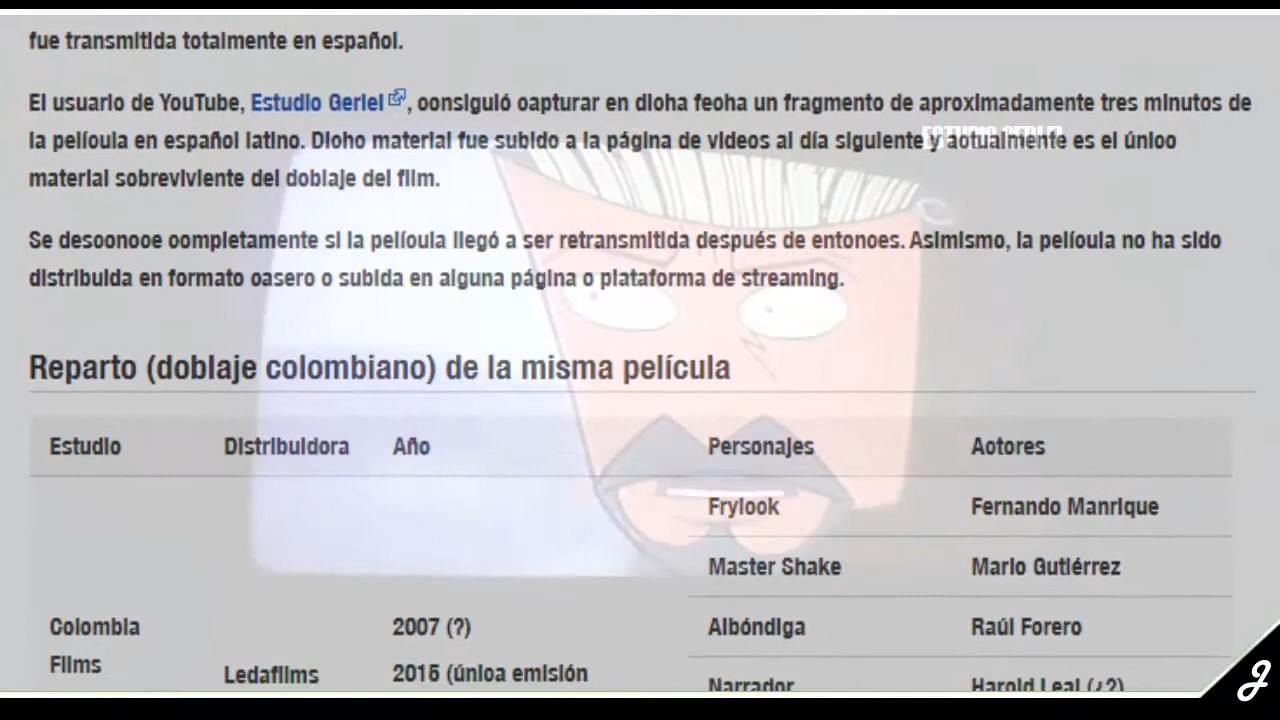 fue transmitida totalmente en español.
El usuario de YouTube, Estudio Geriel, consiguió capturar en dicha fecha un fragmento de aproximadamente tres minutos de
la película en español latino. Dicho material fue subido a la página de videos al día siguiente y actualmente es el único
material sobreviviente del doblaje del film.
Se desconoce completamente si la película llegó a ser retransmitida después de entonces. Asimismo, la película no ha sido
distribuida en formato casero o subida en alguna página o plataforma de streaming.
Reparto (doblaje colombiano) de la misma película
Estudio Distribuidora Año Personajes Actores
Frylock Fernando Manrique
Master Shake Mario Gutiérrez
Colombia 2007 (?) Albóndiga Raúl Forero
Films Ledafilms 2015 (única emisión Narrador Harold Leal (¿?)
J